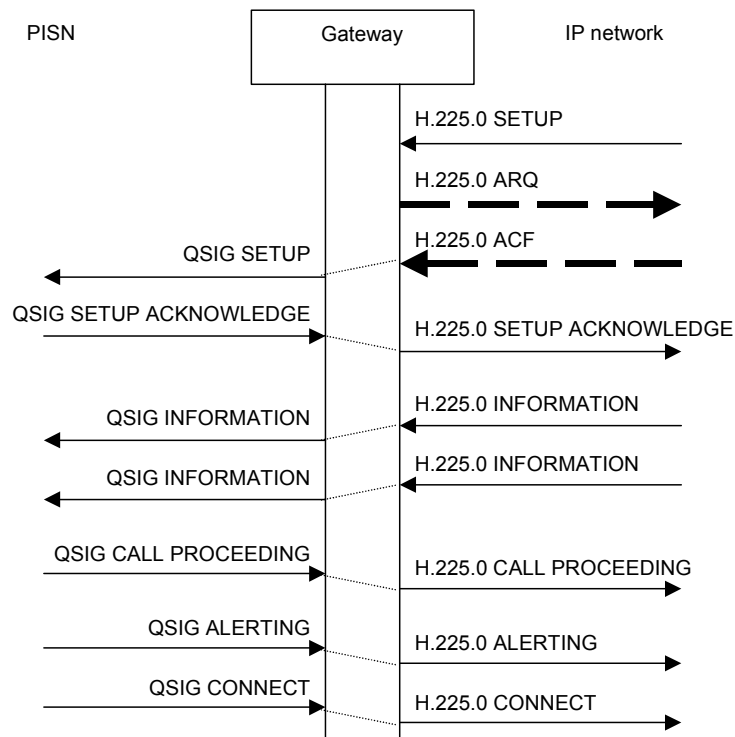 PISN
Gateway
IP network
H.225.0 SETUP
H.225.0 ARQ
H.225.0 ACF
QSIG SETUP
QSIG SETUP ACKNOWLEDGE
H.225.0 SETUP ACKNOWLEDGE
QSIG INFORMATION
H.225.0 INFORMATION
QSIG INFORMATION
H.225.0 INFORMATION
QSIG CALL PROCEEDING
H.225.0 CALL PROCEEDING
QSIG ALERTING
H.225.0 ALERTING
QSIG CONNECT
H.225.0 CONNECT